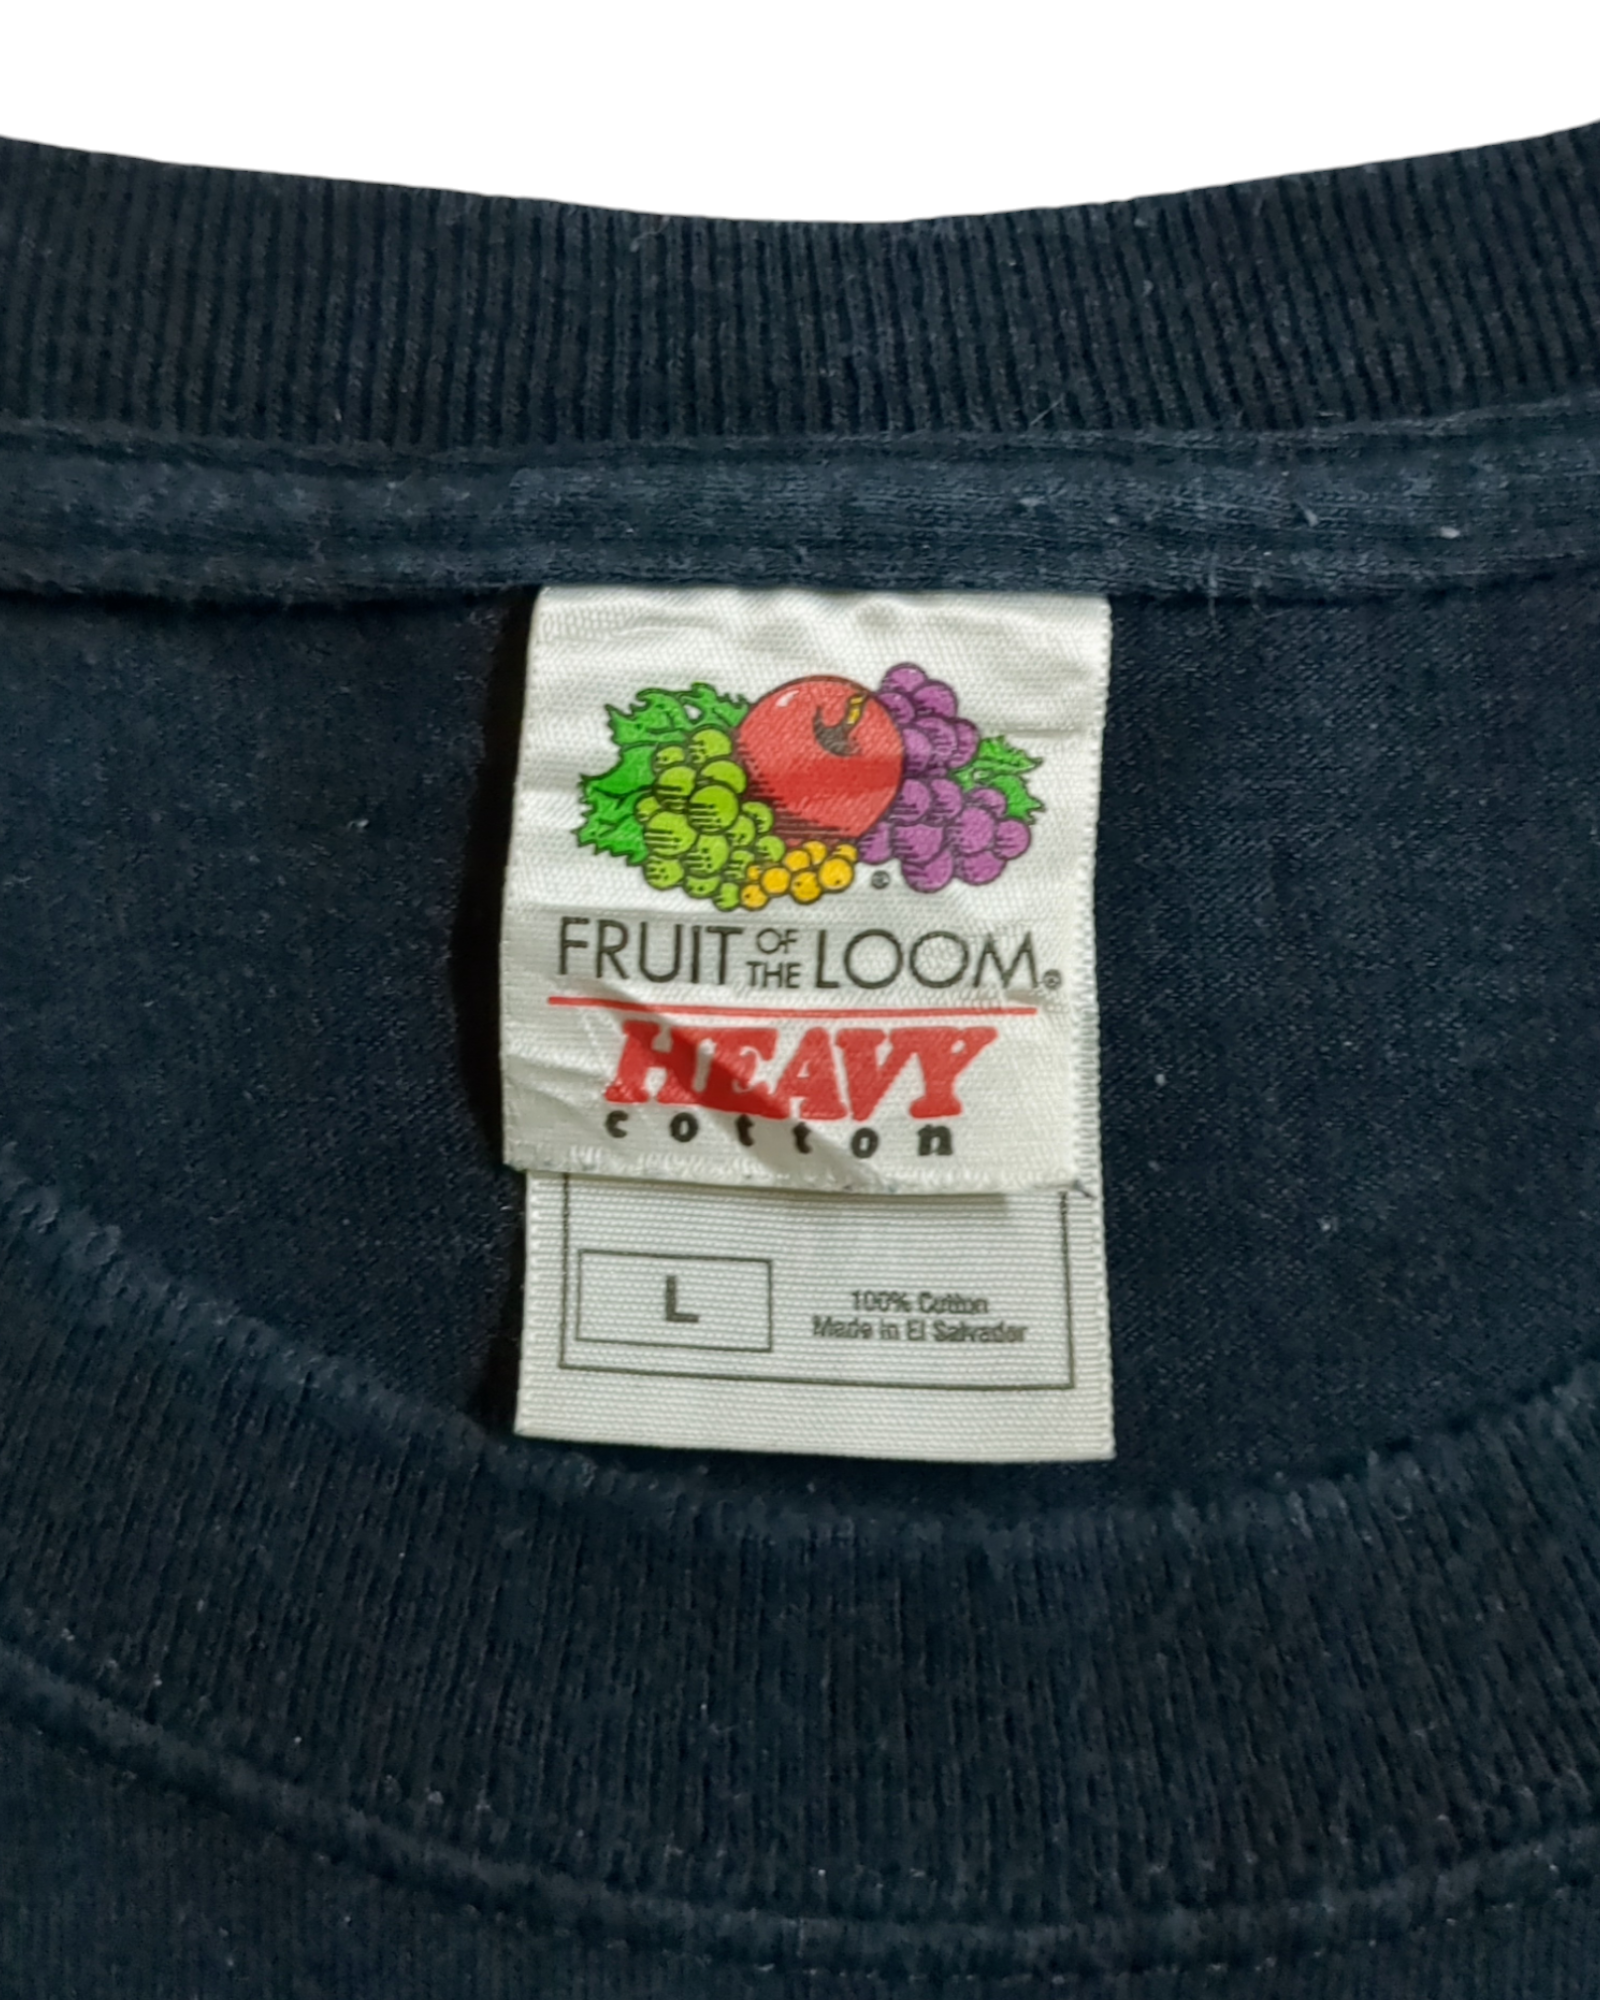 ®
FRUIT OF THE LOOM®
HEAVY
cotton
L
100% Cotton
Made in El Salvador